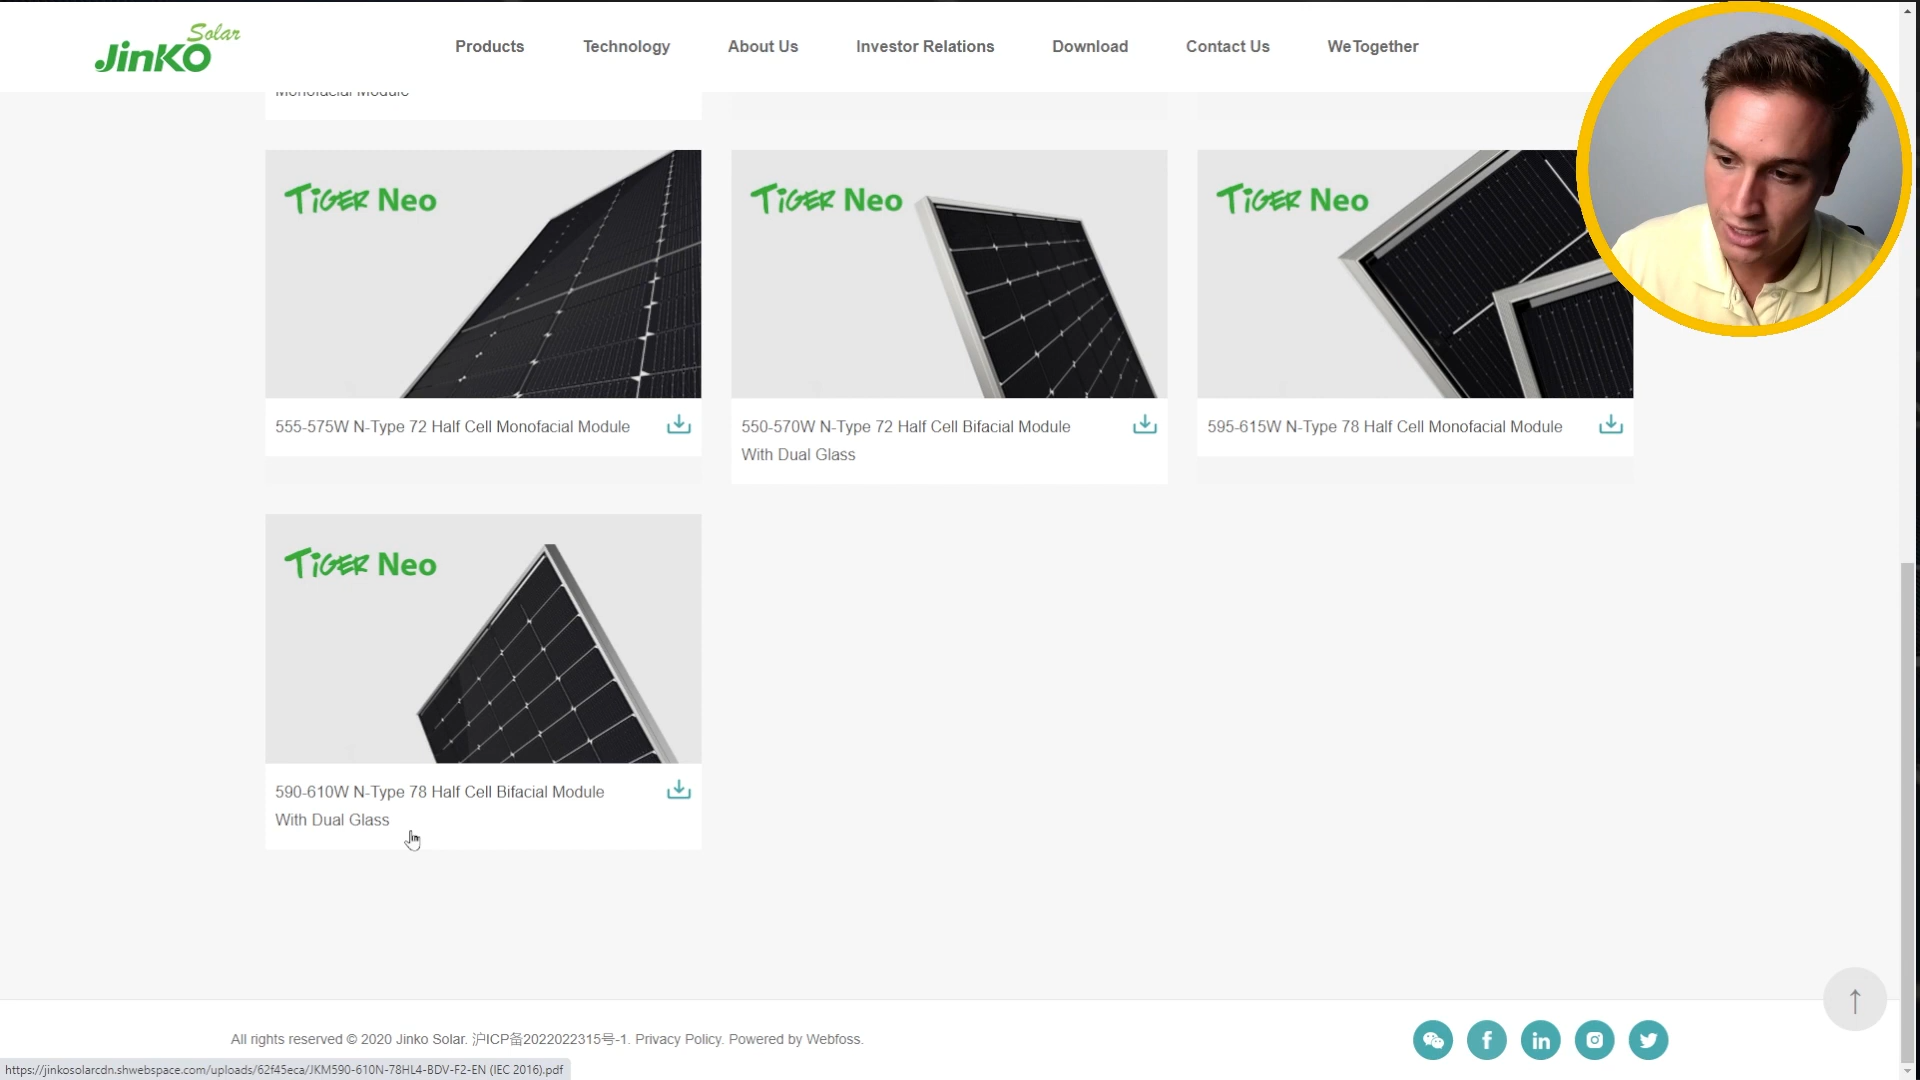 Solar
JinKO
Products
Technology
About Us
Investor Relations
Download
Contact Us
WeTogether
Monofacial Module
TiGER Neo
TiGER Neo
TiGER Neo
555-575W N-Type 72 Half Cell Monofacial Module
550-570W N-Type 72 Half Cell Bifacial Module
With Dual Glass
595-615W N-Type 78 Half Cell Monofacial Module
TiGER Neo
590-610W N-Type 78 Half Cell Bifacial Module
With Dual Glass
All rights reserved © 2020 Jinko Solar. 沪ICP备2022022315号-1. Privacy Policy. Powered by Webfoss.
https://jinkosolarcdn.shwebspace.com/uploads/62f45eca/JKM590-610N-78HL4-BDV-F2-EN (IEC 2016).pdf